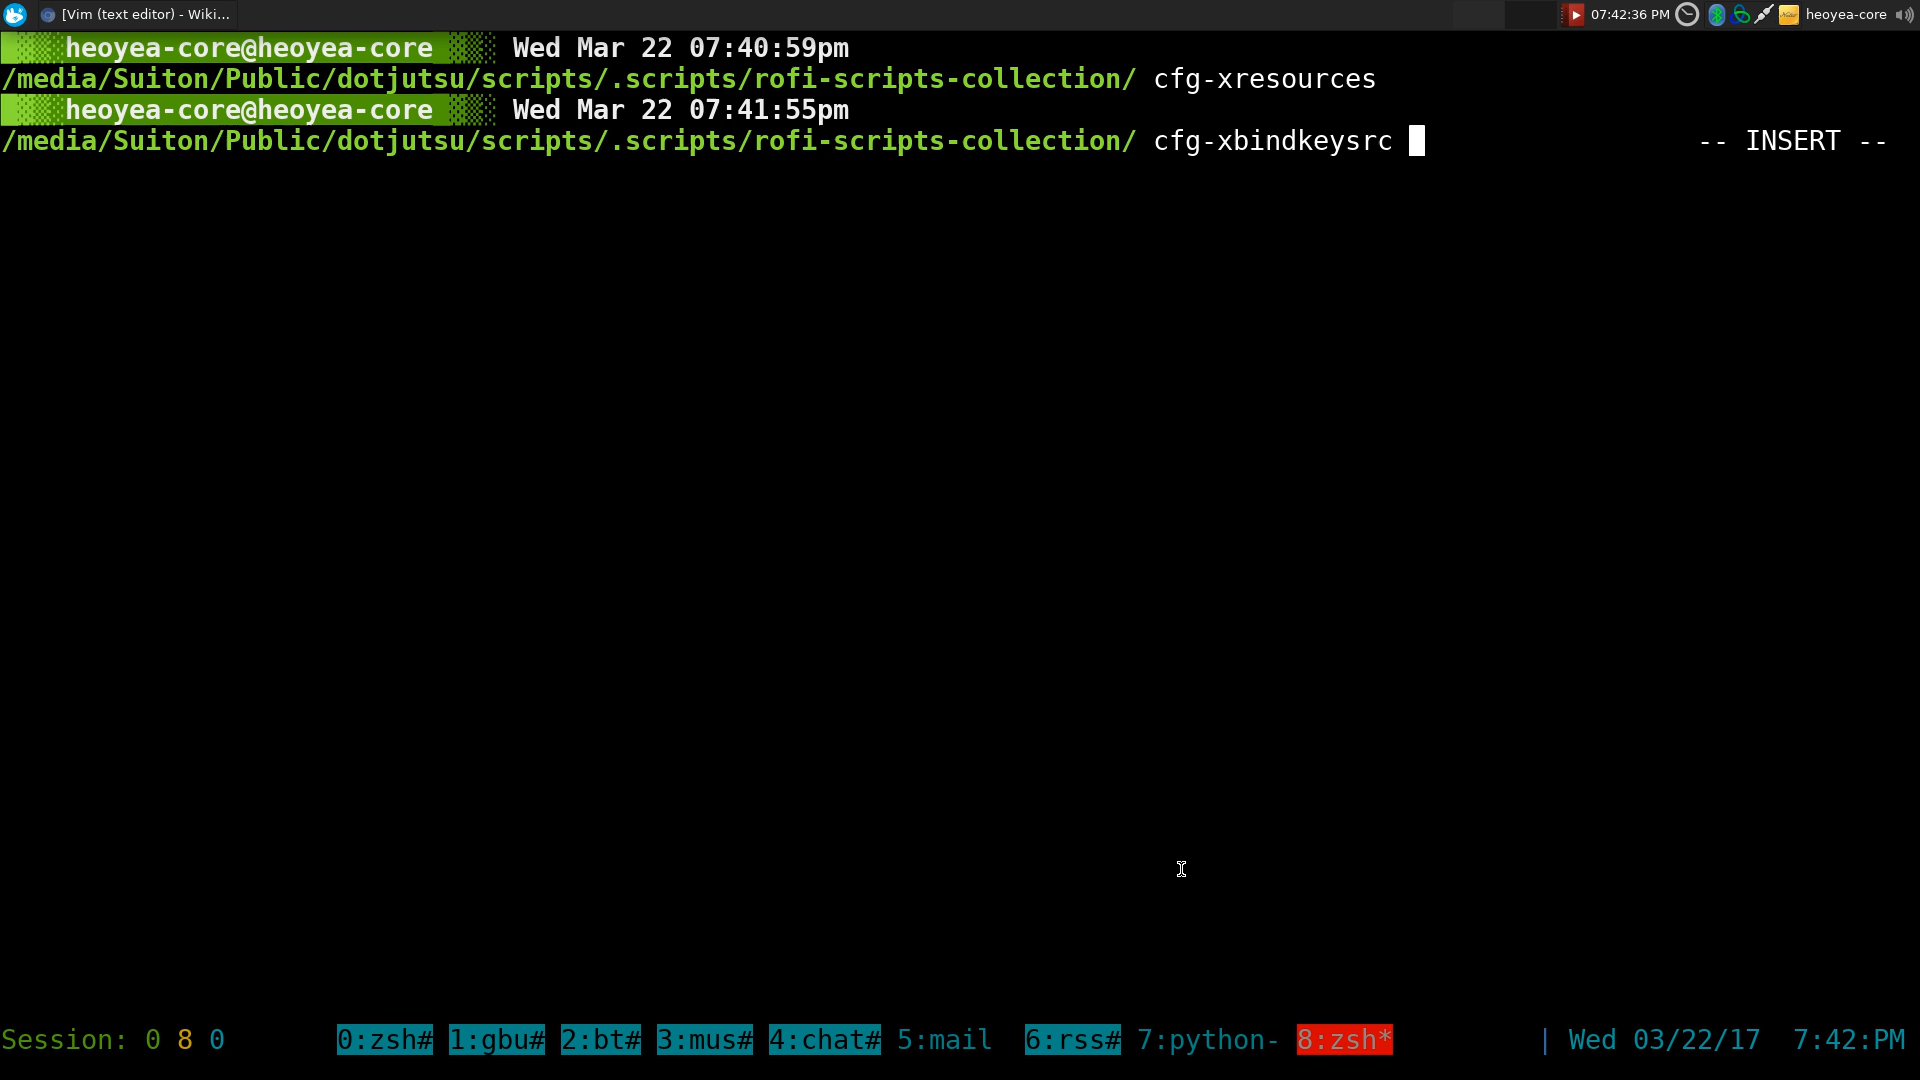 [Vim (text editor) - Wiki... 07:42:36 PM heoyea-core
heoyea-core@heoyea-core Wed Mar 22 07:40:59pm
/media/Suiton/Public/dotjutsu/scripts/.scripts/rofi-scripts-collection/ cfg-xresources
heoyea-core@heoyea-core Wed Mar 22 07:41:55pm
/media/Suiton/Public/dotjutsu/scripts/.scripts/rofi-scripts-collection/ cfg-xbindkeysrc -- INSERT --
Session: 0 8 0 0:zsh# 1:gbu# 2:bt# 3:mus# 4:chat# 5:mail 6:rss# 7:python- 8:zsh* | Wed 03/22/17 7:42:PM